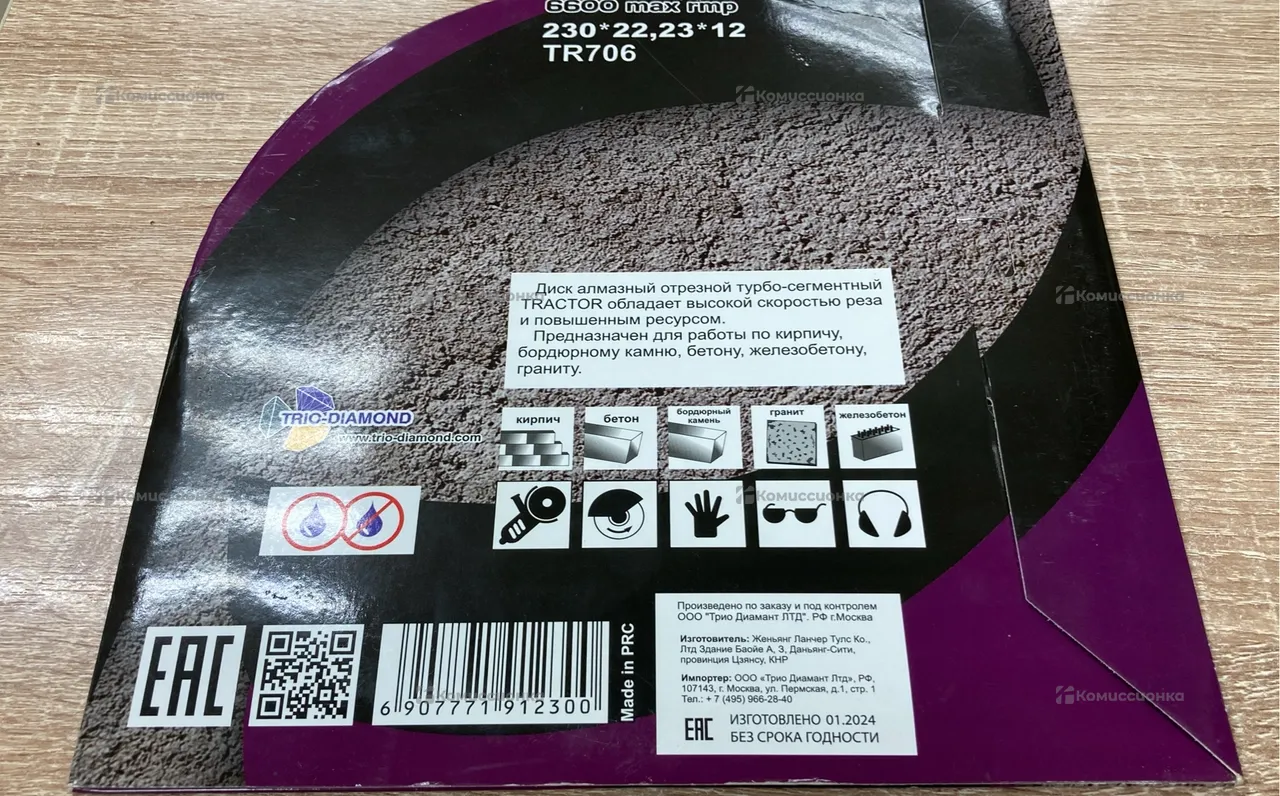 6600 max rmp
230*22,23*12
TR706
Комиссионка
Комиссионка
Диск алмазный отрезной турбо-сегментный
TRACTOR обладает высокой скоростью реза
и повышенным ресурсом.
Предназначен для работы по кирпичу,
бордюрному камню, бетону, железобетону,
граниту.
Комиссионка
TRIO-DIAMOND
www.trio-diamond.com
кирпич
бетон
бордюрный
камень
гранит
железобетон
Комиссионка
EAC
6 907771 912300
Made in PRC
Произведено по заказу и под контролем
ООО "Трио Диамант ЛТД". РФ г.Москва
Изготовитель: Женьянг Ланчер Тулс Ко.,
Лтд Здание Баойе А, 3, Даньянг-Сити,
провинция Цзянсу, КНР
Импортер: ООО «Трио Диамант Лтд», РФ,
107143, г. Москва, ул. Пермская, д.1, стр. 1
Тел.: + 7 (495) 966-28-40
EAC ИЗГОТОВЛЕНО 01.2024
БЕЗ СРОКА ГОДНОСТИ
Комиссионка